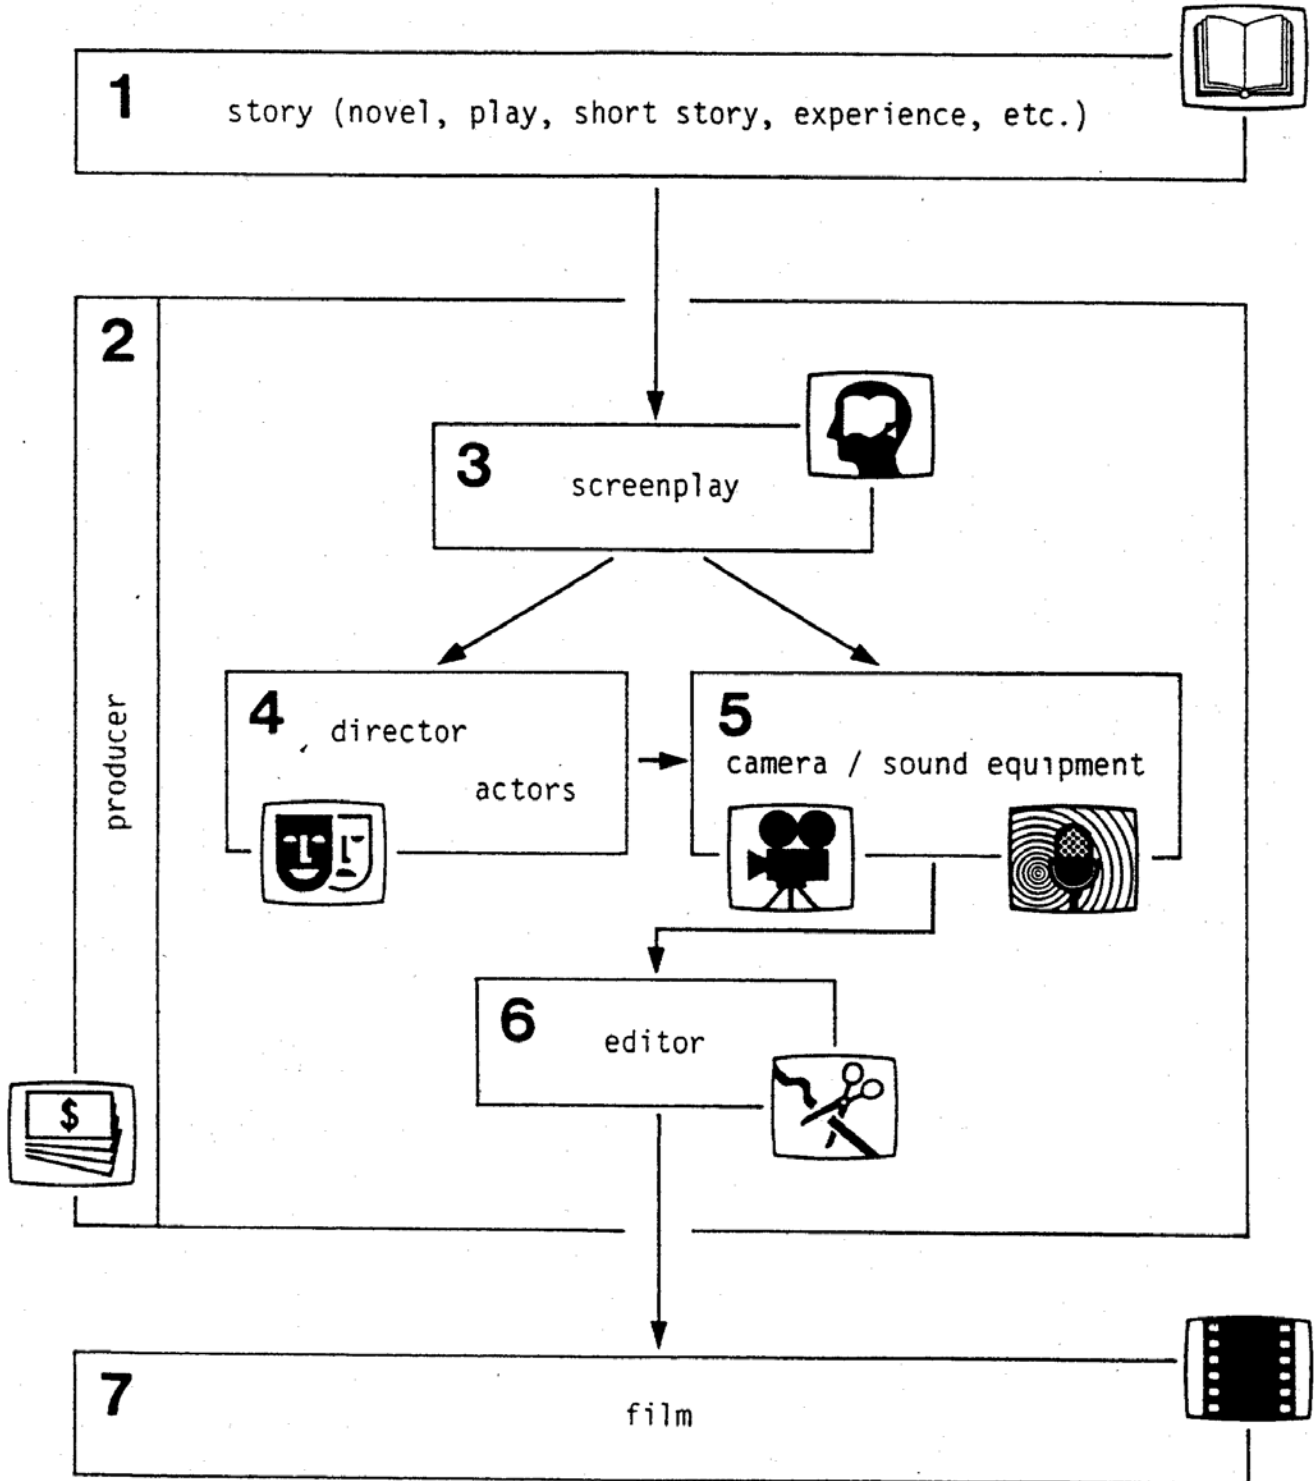 1
story (novel, play, short story, experience, etc.)
2
producer
3
screenplay
4
director
actors
5
camera / sound equipment
6
editor
$
7
film